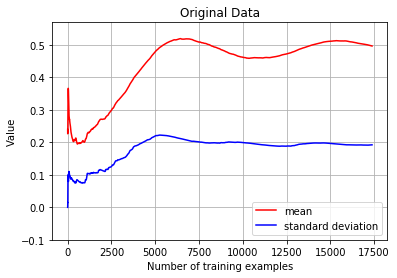 Original Data
Value
0.5
0.4
0.3
0.2
0.1
0.0
−0.1
0 2500 5000 7500 10000 12500 15000 17500
Number of training examples
mean
standard deviation